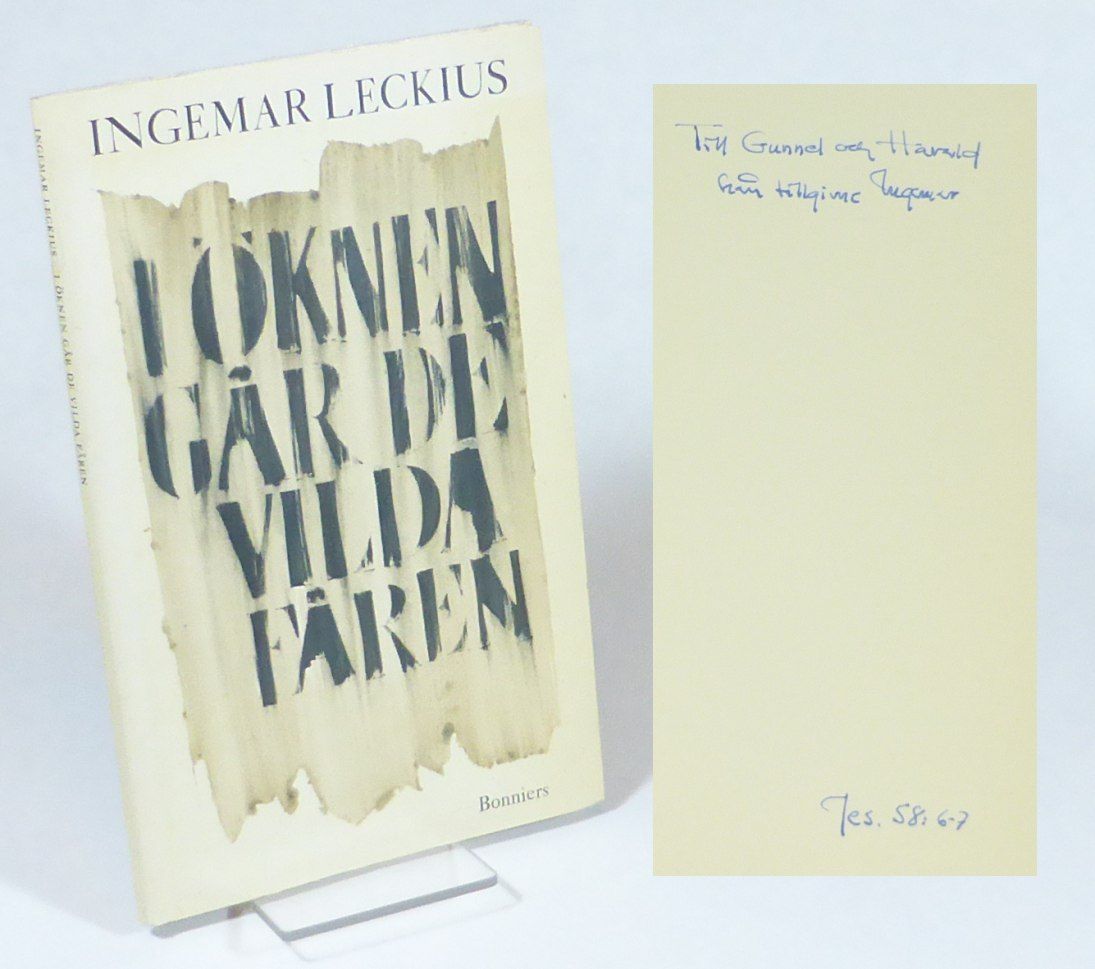 INGEMAR LECKIUS
I ÖKNEN
GÅR DE
VILDA
FÅREN
Bonniers
INGEMAR LECKIUS I ÖKNEN GÅR DE VILDA FÅREN
Till Gunnel och Harald
från tillgivne Ingemar
Jes. 58: 6-7